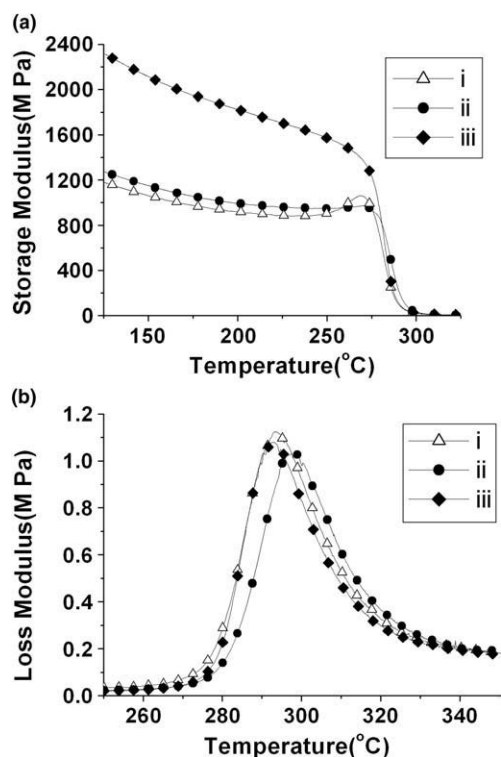 (a)
2400
2000
1600
1200
800
400
0
Storage Modulus(M Pa)
i
ii
iii
150
200
250
300
Temperature(°C)
(b)
1.2
1.0
0.8
0.6
0.4
0.2
0.0
Loss Modulus(M Pa)
i
ii
iii
260
280
300
320
340
Temperature(°C)